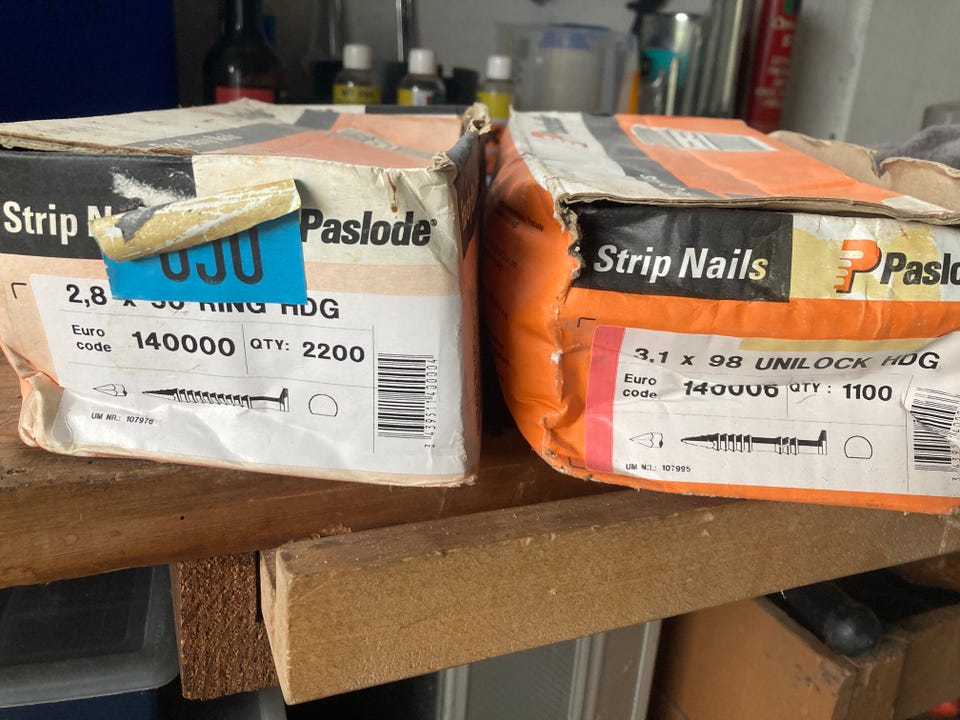 Strip N
Paslode®
2,8 x 50 RING HDG
Euro
code 140000 QTY: 2200
UM NR.: 107976
Strip Nails
Paslo
3,1 x 98 UNILOCK HDG
Euro
code 140006 QTY: 1100
UM NR.: 107995